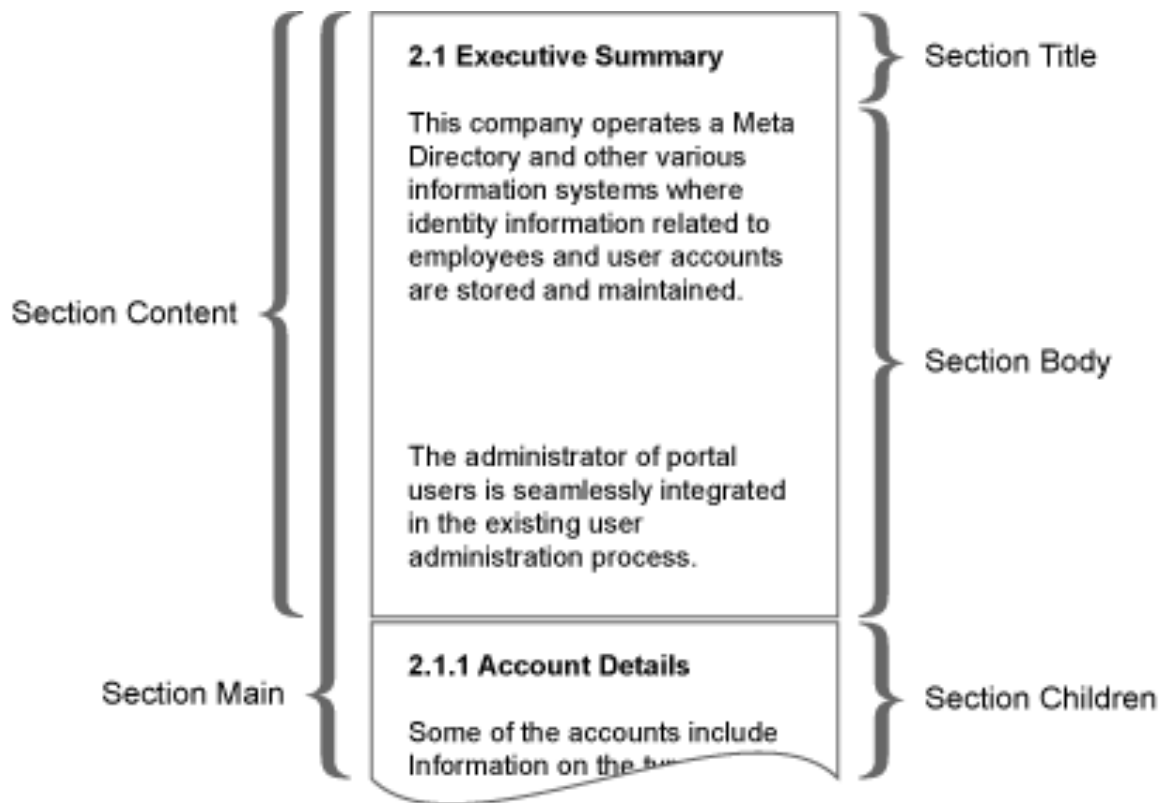 2.1 Executive Summary
Section Title
This company operates a Meta
Directory and other various
information systems where
identity information related to
employees and user accounts
are stored and maintained.
Section Content
Section Body
The administrator of portal
users is seamlessly integrated
in the existing user
administration process.
2.1.1 Account Details
Section Main
Section Children
Some of the accounts include
Information on the